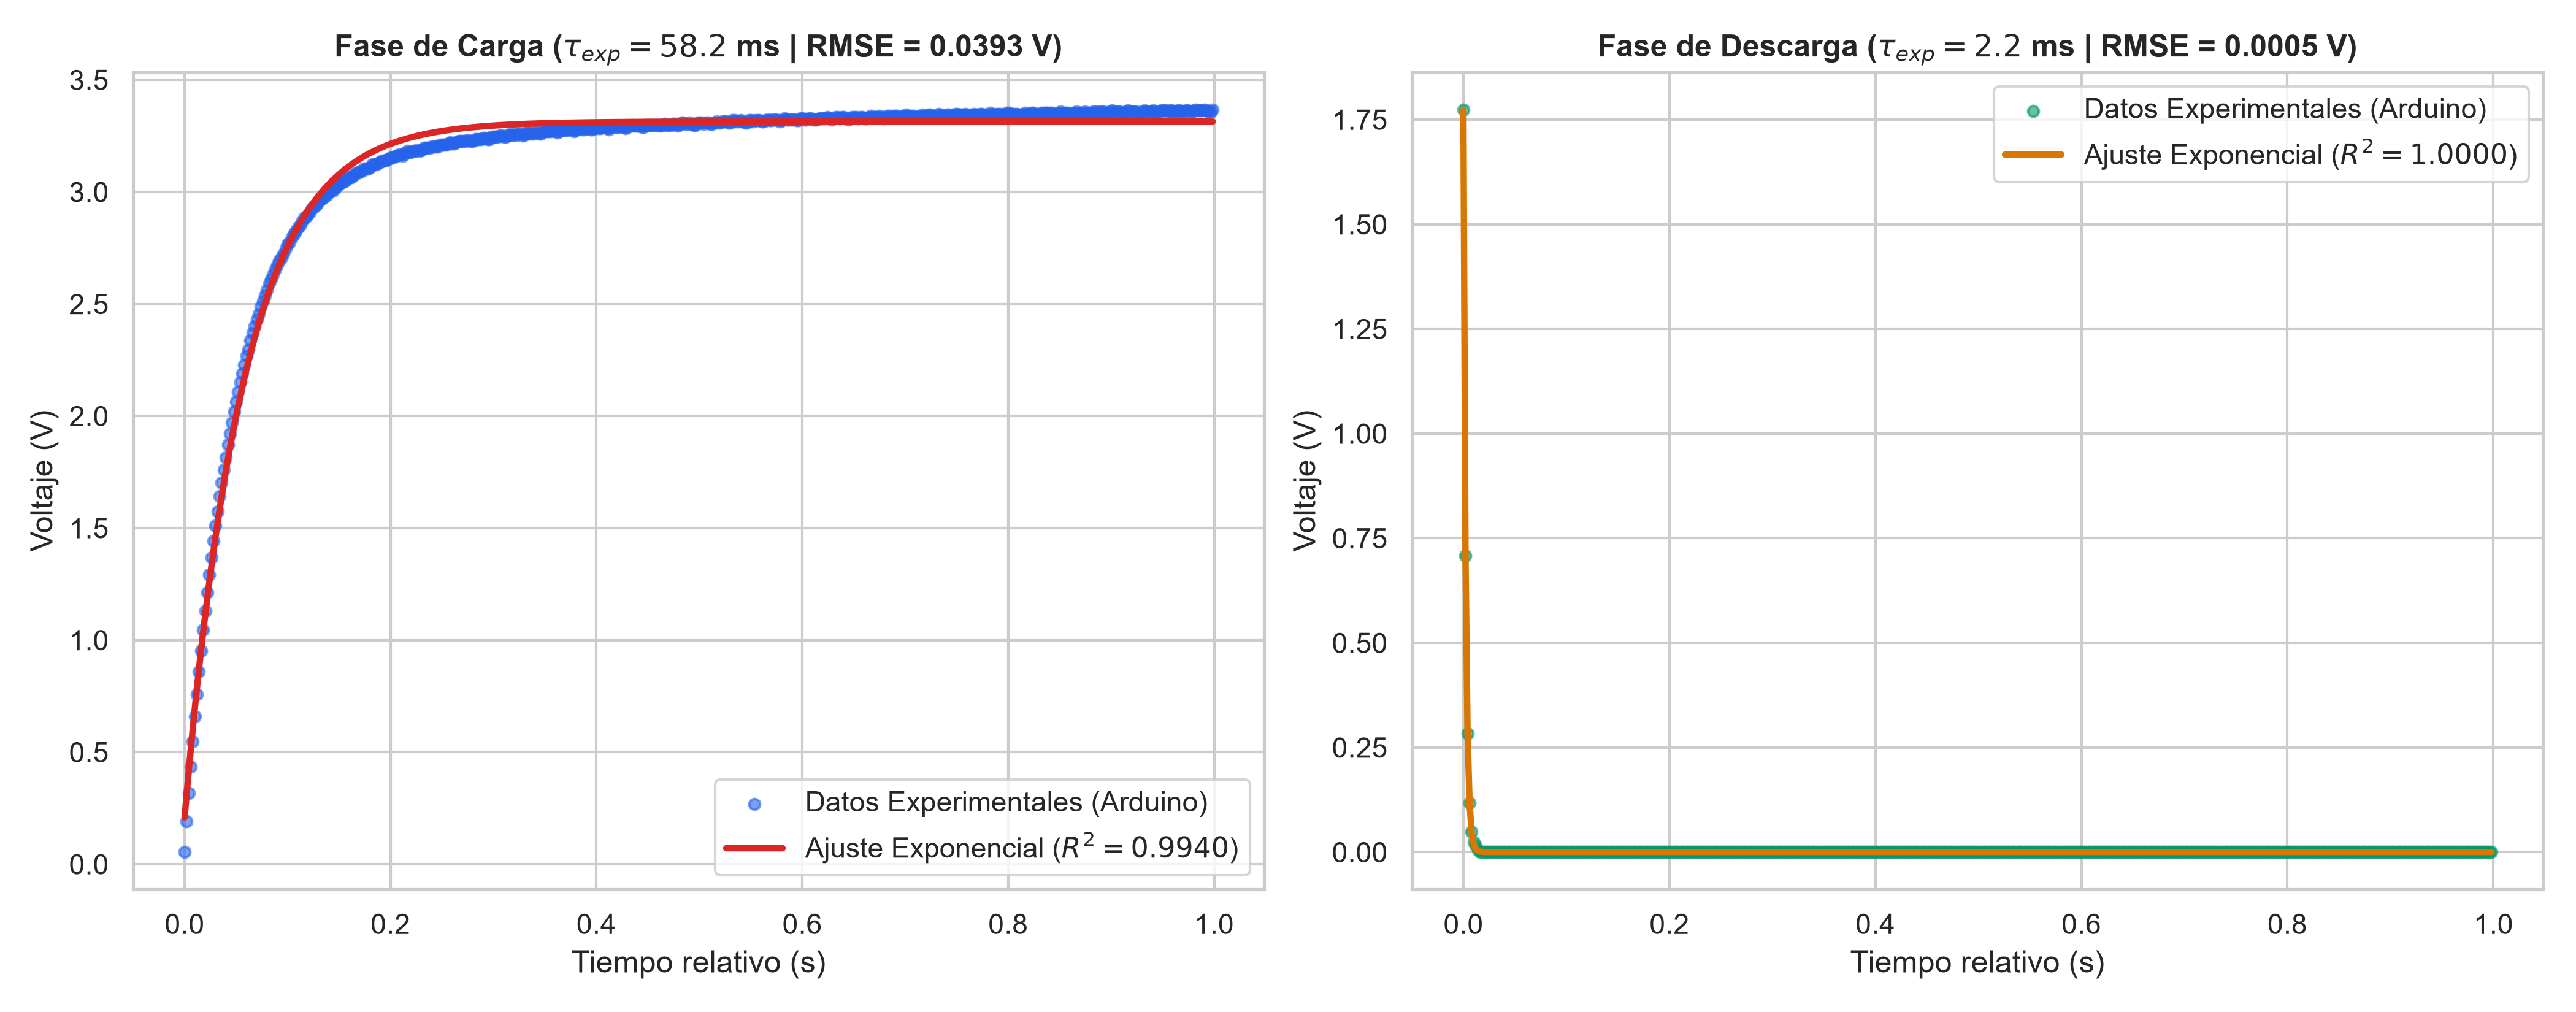 Fase de Carga (τexp = 58.2 ms | RMSE = 0.0393 V)
3.5
3.0
2.5
2.0
1.5
1.0
0.5
0.0
Voltaje (V)
Datos Experimentales (Arduino)
Ajuste Exponencial (R² = 0.9940)
0.0 0.2 0.4 0.6 0.8 1.0
Tiempo relativo (s)
Fase de Descarga (τexp = 2.2 ms | RMSE = 0.0005 V)
1.75
1.50
1.25
1.00
0.75
0.50
0.25
0.00
Voltaje (V)
Datos Experimentales (Arduino)
Ajuste Exponencial (R² = 1.0000)
0.0 0.2 0.4 0.6 0.8 1.0
Tiempo relativo (s)